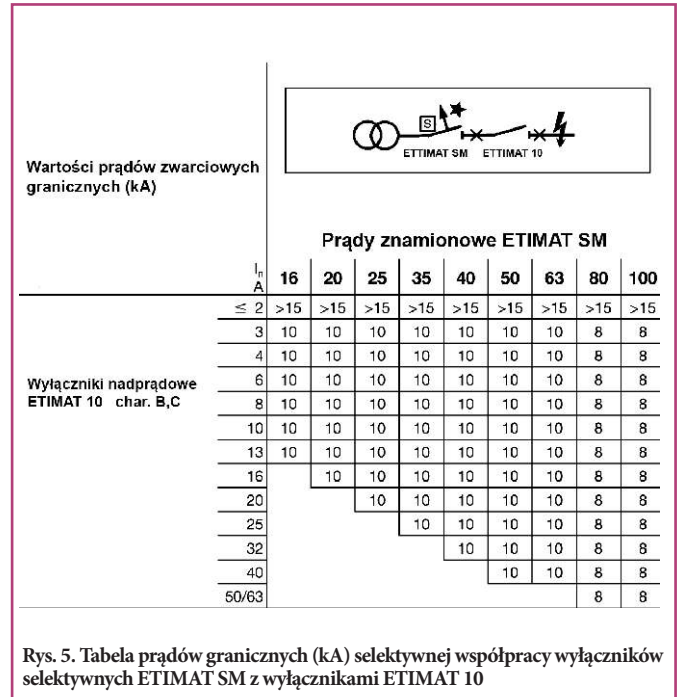 S
ETTIMAT SM ETTIMAT 10
Wartości prądów zwarciowych
granicznych (kA)
Prądy znamionowe ETIMAT SM
In
A 16 20 25 35 40 50 63 80 100
≤ 2 >15 >15 >15 >15 >15 >15 >15 >15 >15
3 10 10 10 10 10 10 10 8 8
4 10 10 10 10 10 10 10 8 8
Wyłączniki nadprądowe
ETIMAT 10 char. B,C
6 10 10 10 10 10 10 10 8 8
8 10 10 10 10 10 10 10 8 8
10 10 10 10 10 10 10 10 8 8
13 10 10 10 10 10 10 10 8 8
16 10 10 10 10 10 10 8 8
20 10 10 10 10 10 8 8
25 10 10 10 10 8 8
32 10 10 10 8 8
40 10 10 8 8
50/63 8 8
Rys. 5. Tabela prądów granicznych (kA) selektywnej współpracy wyłączników
selektywnych ETIMAT SM z wyłącznikami ETIMAT 10